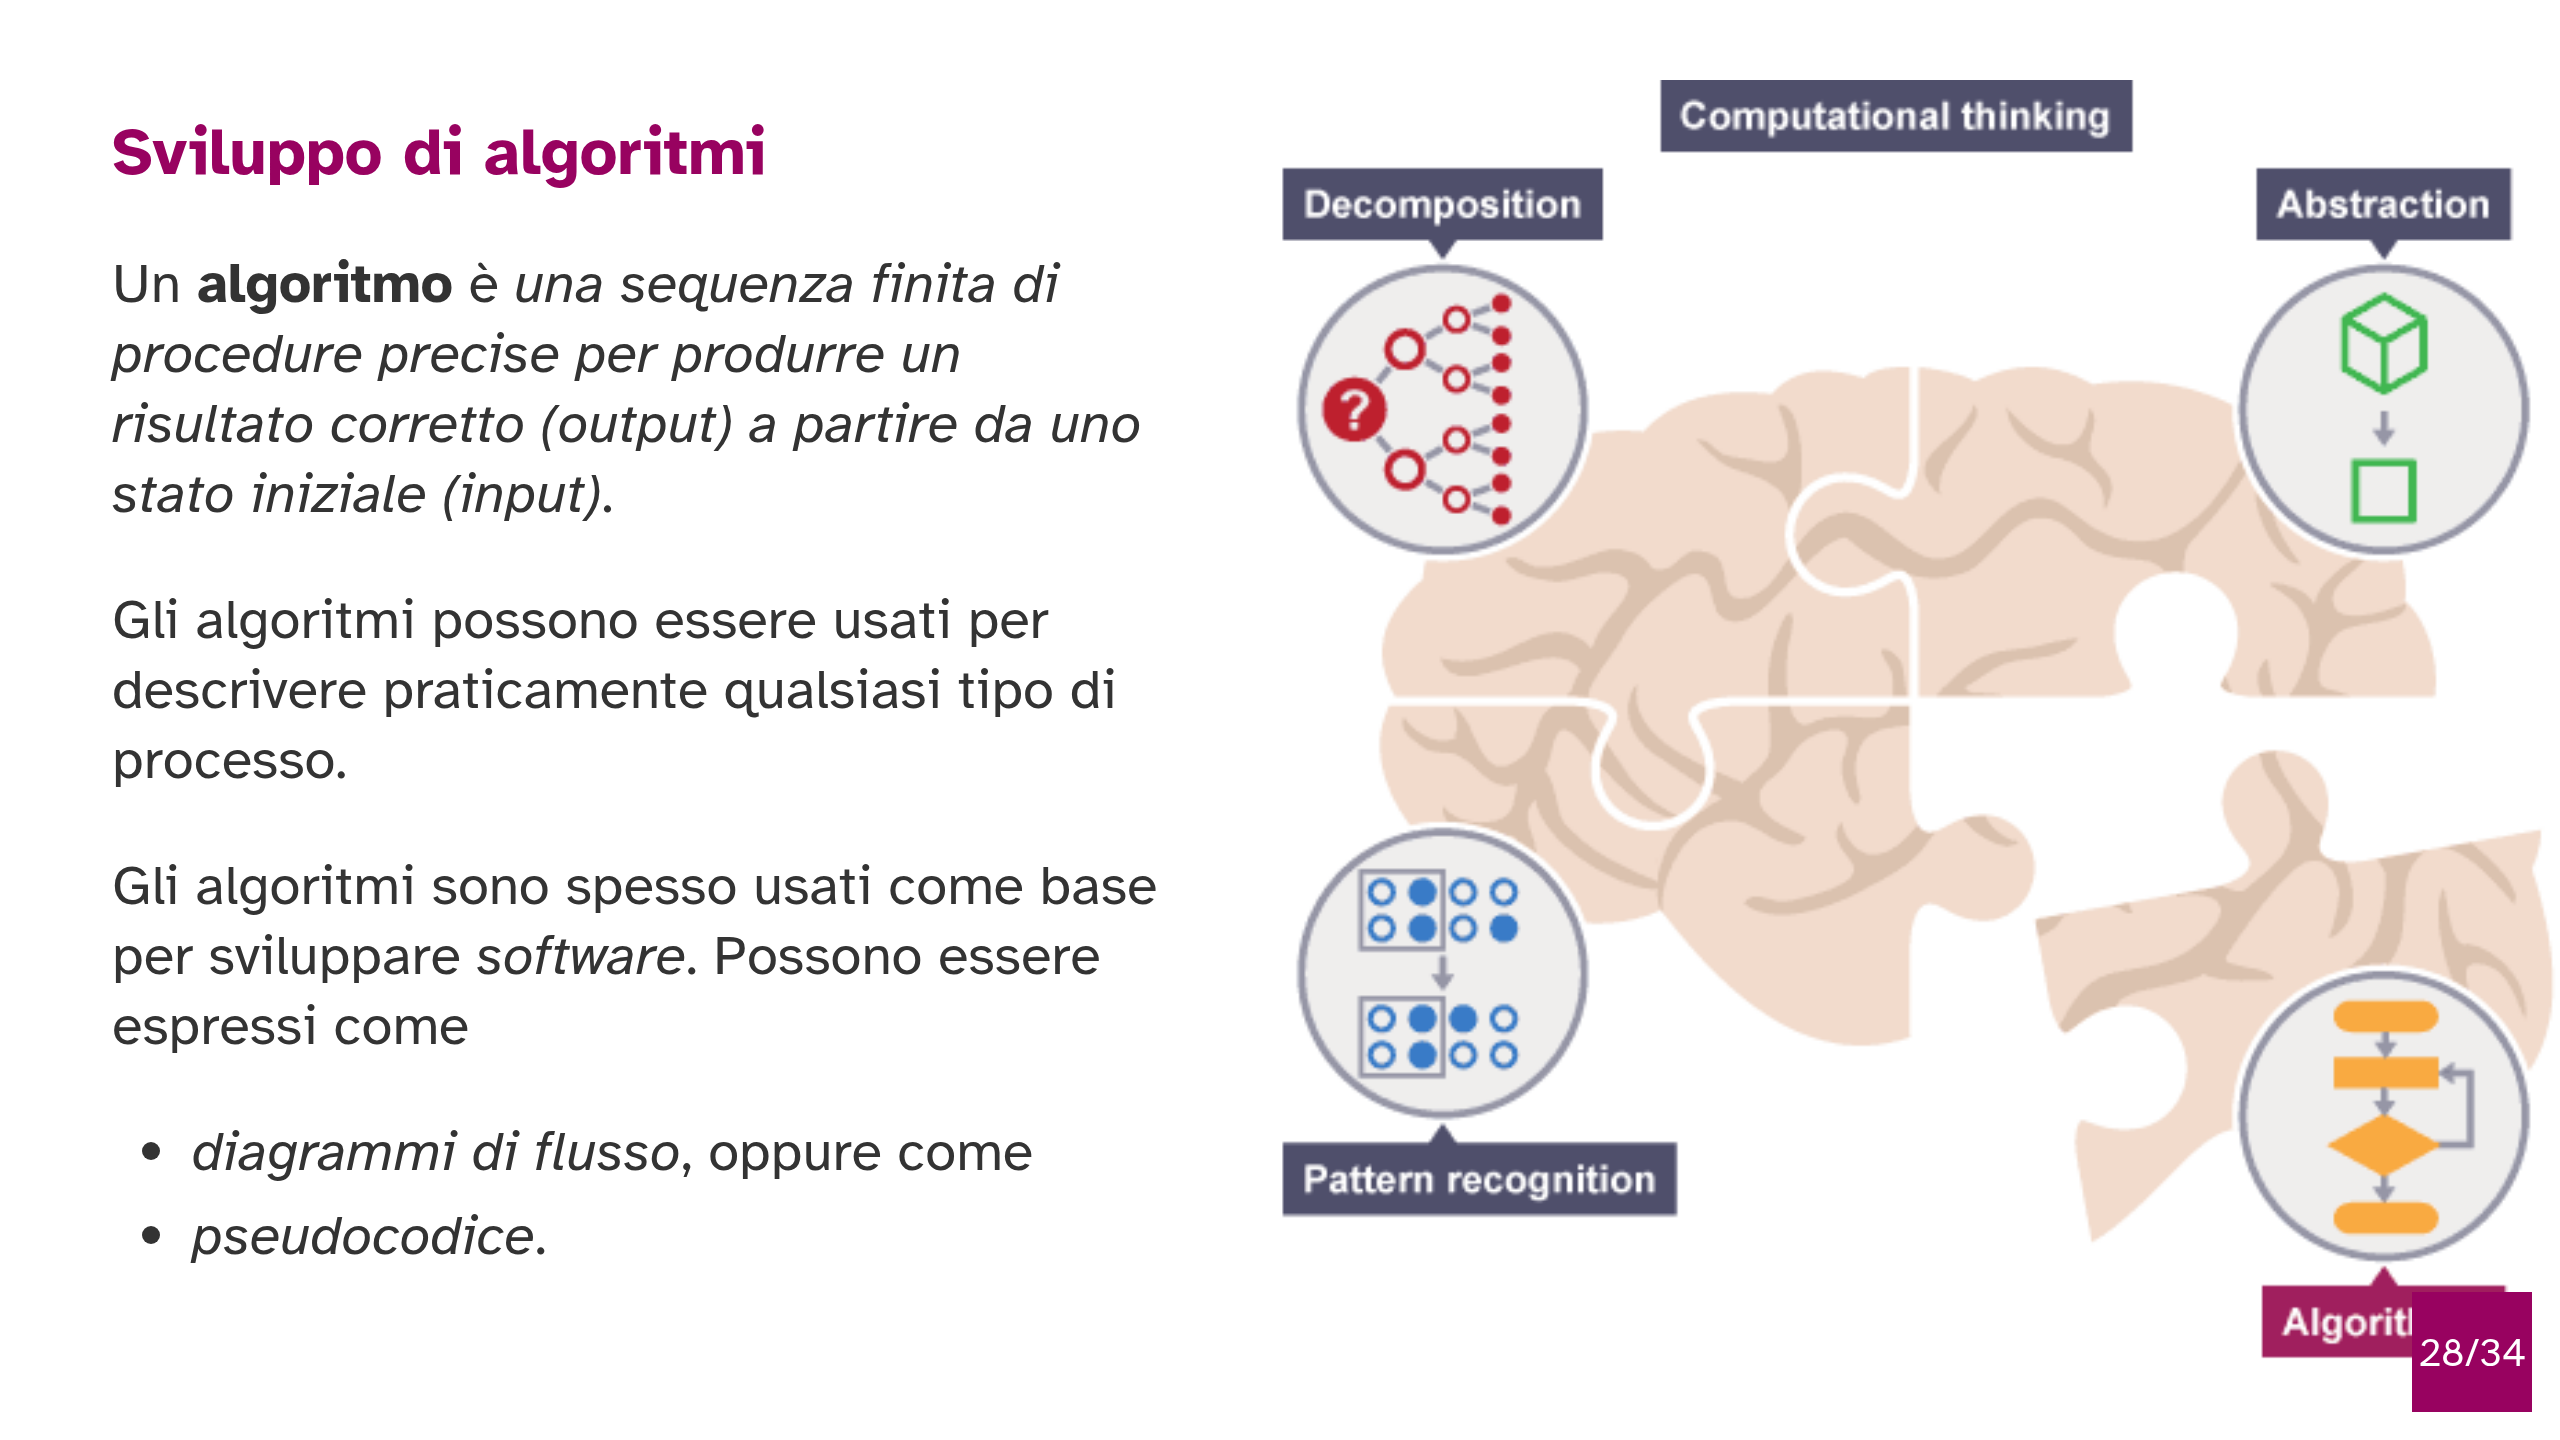 Sviluppo di algoritmi
Un algoritmo è una sequenza finita di
procedure precise per produrre un
risultato corretto (output) a partire da uno
stato iniziale (input).
Gli algoritmi possono essere usati per
descrivere praticamente qualsiasi tipo di
processo.
Gli algoritmi sono spesso usati come base
per sviluppare software. Possono essere
espressi come
• diagrammi di flusso, oppure come
• pseudocodice.
Computational thinking
Decomposition
Abstraction
?
Pattern recognition
28/34